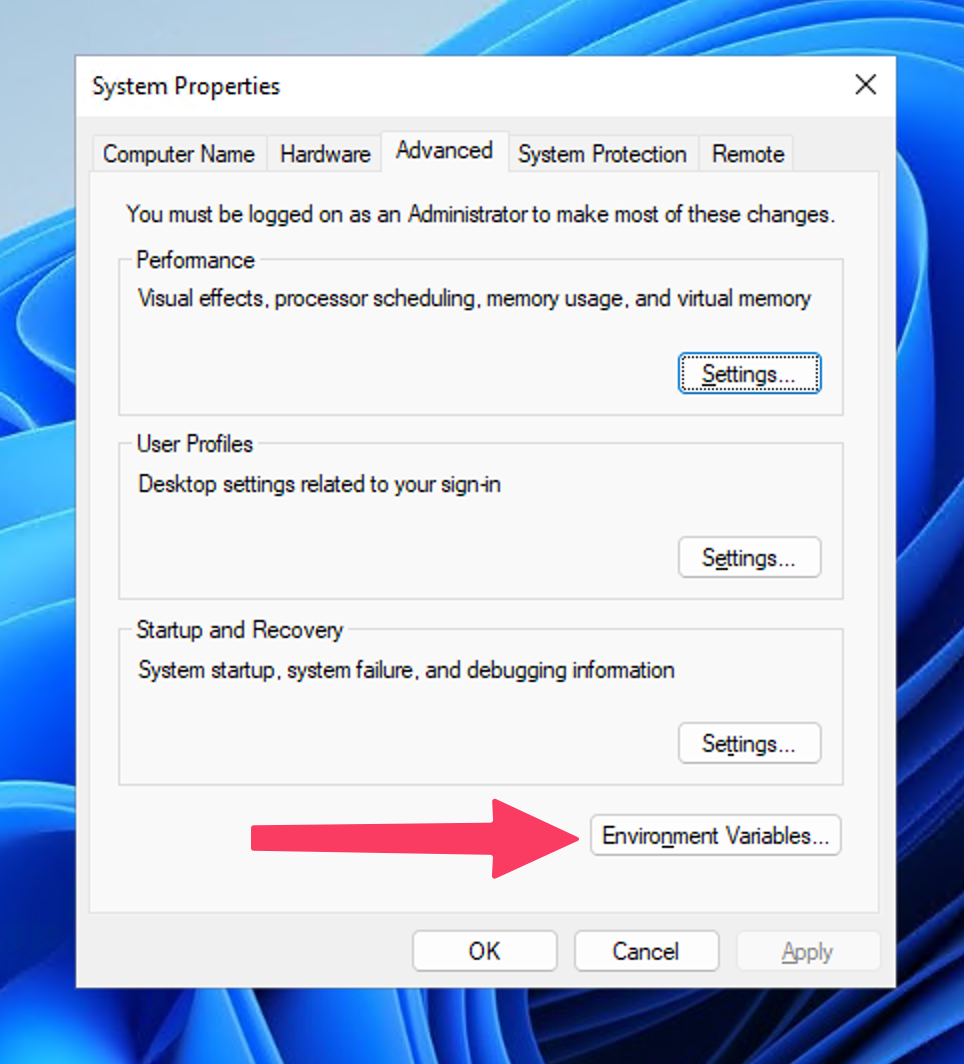 System Properties
Computer Name
Hardware
Advanced
System Protection
Remote
You must be logged on as an Administrator to make most of these changes.
Performance
Visual effects, processor scheduling, memory usage, and virtual memory
Settings...
User Profiles
Desktop settings related to your sign-in
Settings...
Startup and Recovery
System startup, system failure, and debugging information
Settings...
Environment Variables...
OK
Cancel
Apply